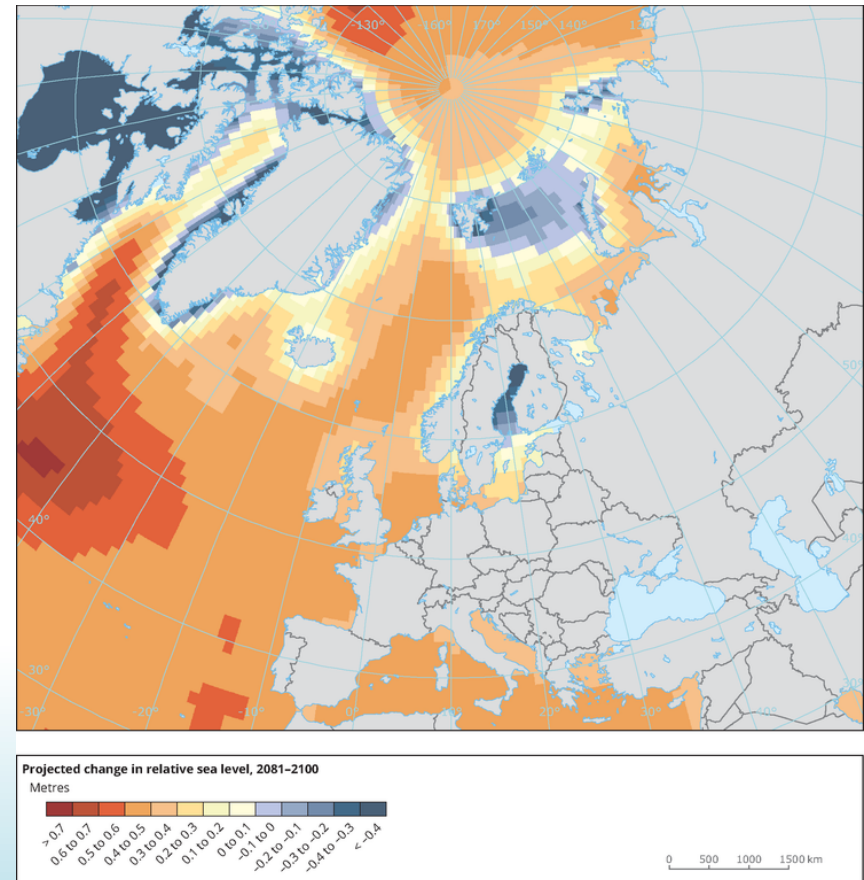 -130° -160° 170° 150° 140°
50°
40°
40°
30°
30°
-30° -20° -10° 0° 10° 20° 30° 40°
Projected change in relative sea level, 2081–2100
Metres
> 0.7 0.6 to 0.7 0.5 to 0.6 0.4 to 0.5 0.3 to 0.4 0.2 to 0.3 0.1 to 0.2 0 to 0.1 -0.1 to 0 -0.2 to -0.1 -0.3 to -0.2 -0.4 to -0.3 < -0.4
0 500 1000 1500 km